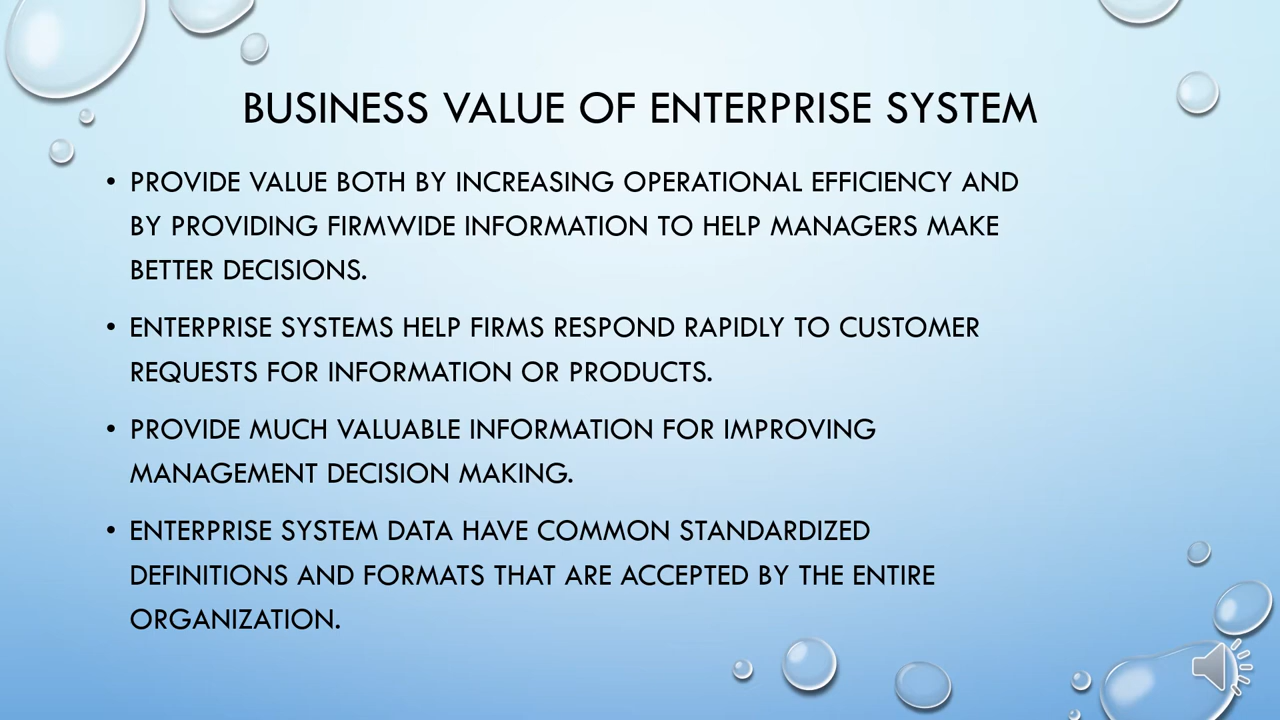 BUSINESS VALUE OF ENTERPRISE SYSTEM
• PROVIDE VALUE BOTH BY INCREASING OPERATIONAL EFFICIENCY AND
BY PROVIDING FIRMWIDE INFORMATION TO HELP MANAGERS MAKE
BETTER DECISIONS.
• ENTERPRISE SYSTEMS HELP FIRMS RESPOND RAPIDLY TO CUSTOMER
REQUESTS FOR INFORMATION OR PRODUCTS.
• PROVIDE MUCH VALUABLE INFORMATION FOR IMPROVING
MANAGEMENT DECISION MAKING.
• ENTERPRISE SYSTEM DATA HAVE COMMON STANDARDIZED
DEFINITIONS AND FORMATS THAT ARE ACCEPTED BY THE ENTIRE
ORGANIZATION.